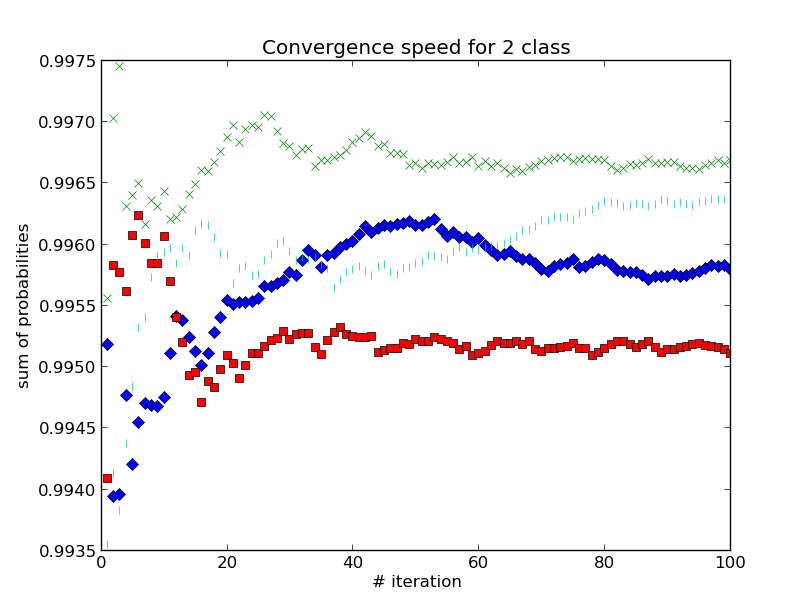 Convergence speed for 2 class
0.9975
0.9970
0.9965
0.9960
0.9955
0.9950
0.9945
0.9940
0.9935
sum of probabilities
0 20 40 60 80 100
# iteration